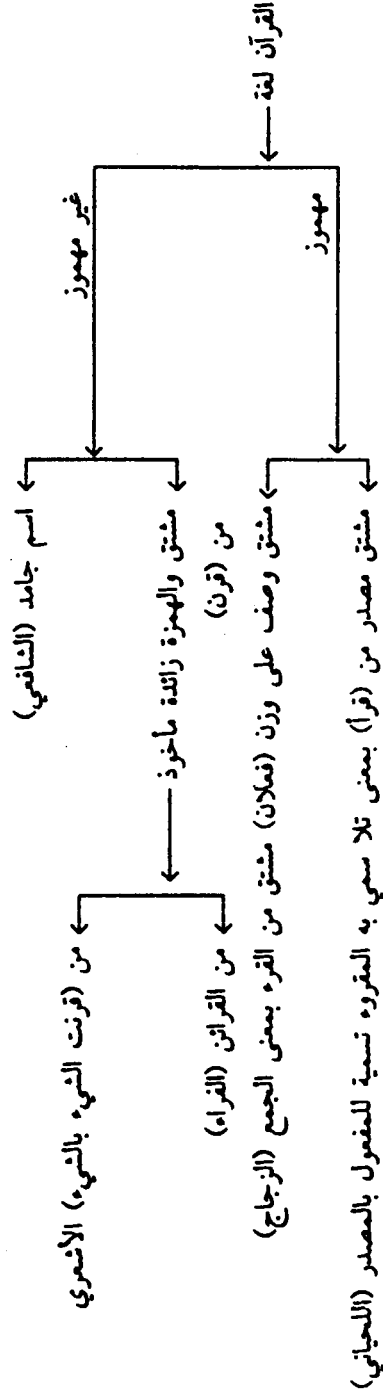 القرآن لغة
مهموز
مشتق مصدر من (قرأ) بمعنى تلا سمي به المقروء تسمية للمفعول بالمصدر (اللحياني)
مشتق وصف على وزن (فعلان) مشتق من القرء بمعنى الجمع (الزجاج)
غير مهموز
مشتق والهمزة زائدة مأخوذ
من (قرن)
من القرائن (الفراء)
من (قرنت الشيء بالشيء) الأشعري
اسم جامد (الشافعي)